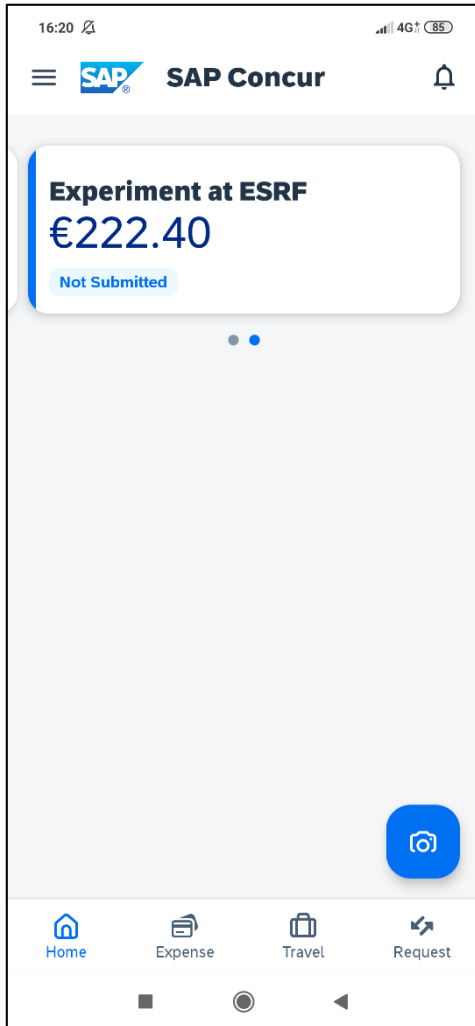 16:20 4G+ 85
SAP® SAP Concur
Experiment at ESRF
€222.40
Not Submitted
Home Expense Travel Request